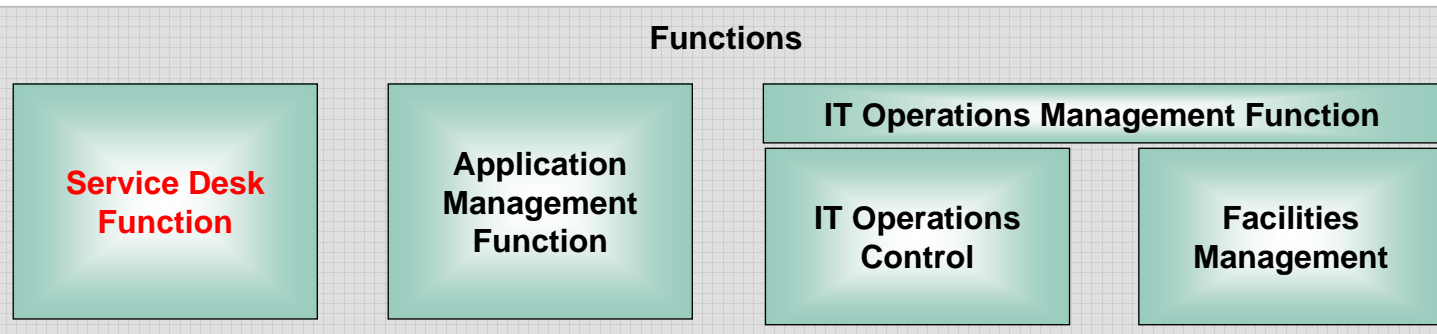 Functions
Service Desk
Function
Application
Management
Function
IT Operations Management Function
IT Operations
Control
Facilities
Management